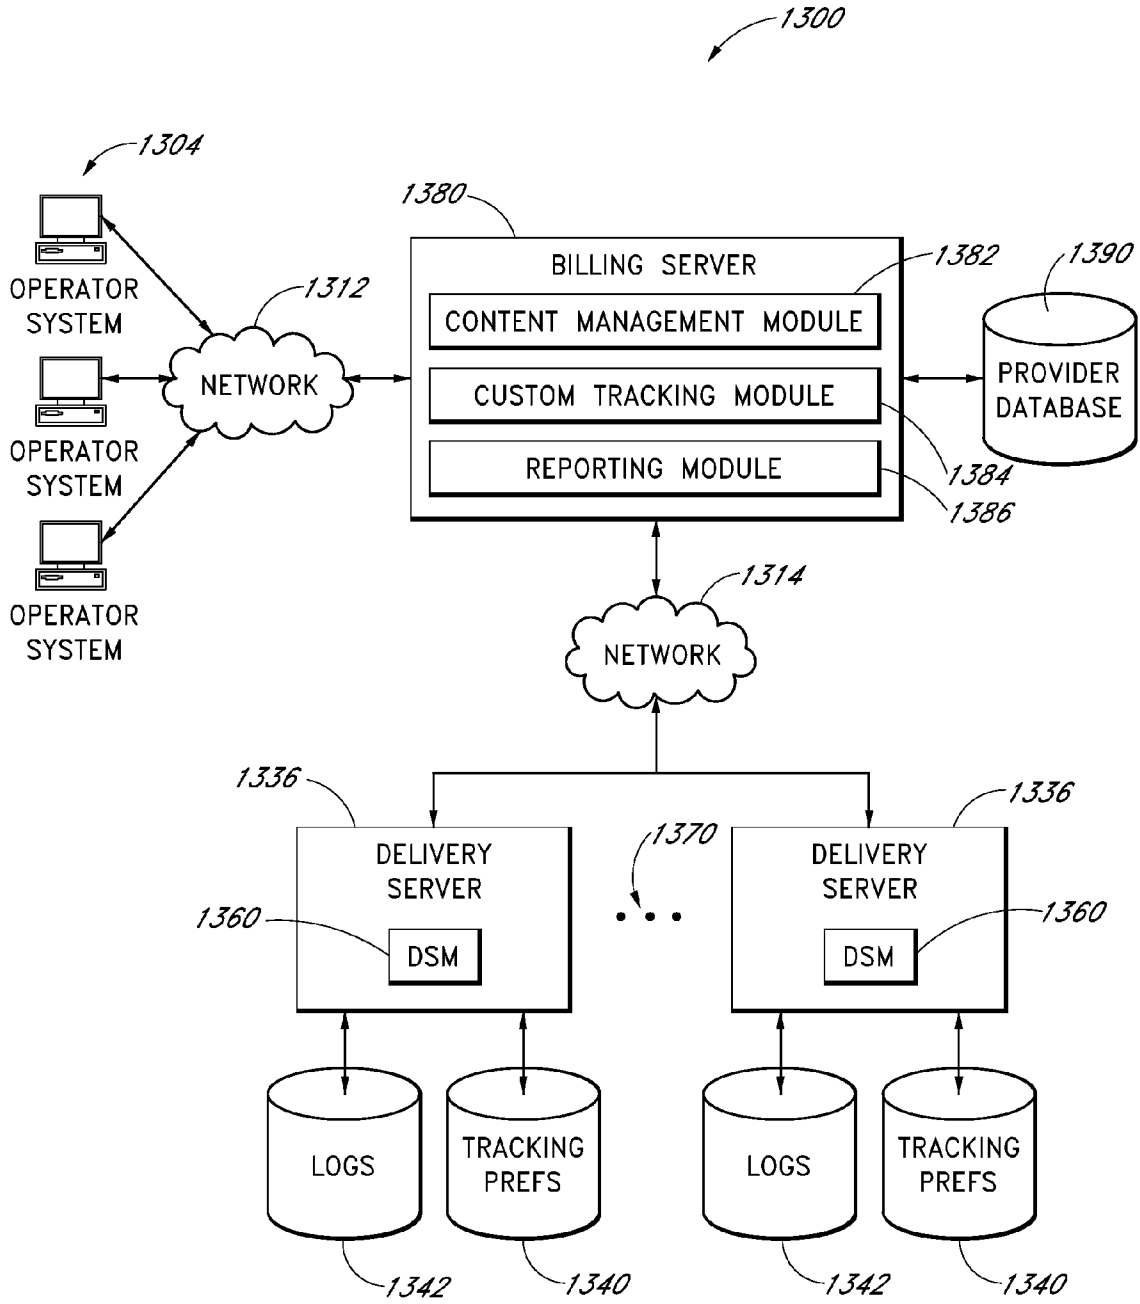 1300
1304
1380
OPERATOR
SYSTEM
1312
BILLING SERVER
1382
CONTENT MANAGEMENT MODULE
1390
NETWORK
CUSTOM TRACKING MODULE
PROVIDER
DATABASE
OPERATOR
SYSTEM
REPORTING MODULE
1384
1386
OPERATOR
SYSTEM
1314
NETWORK
1336
DELIVERY
SERVER
1360
DSM
1370
1336
DELIVERY
SERVER
1360
DSM
LOGS
TRACKING
PREFS
LOGS
TRACKING
PREFS
1342
1340
1342
1340